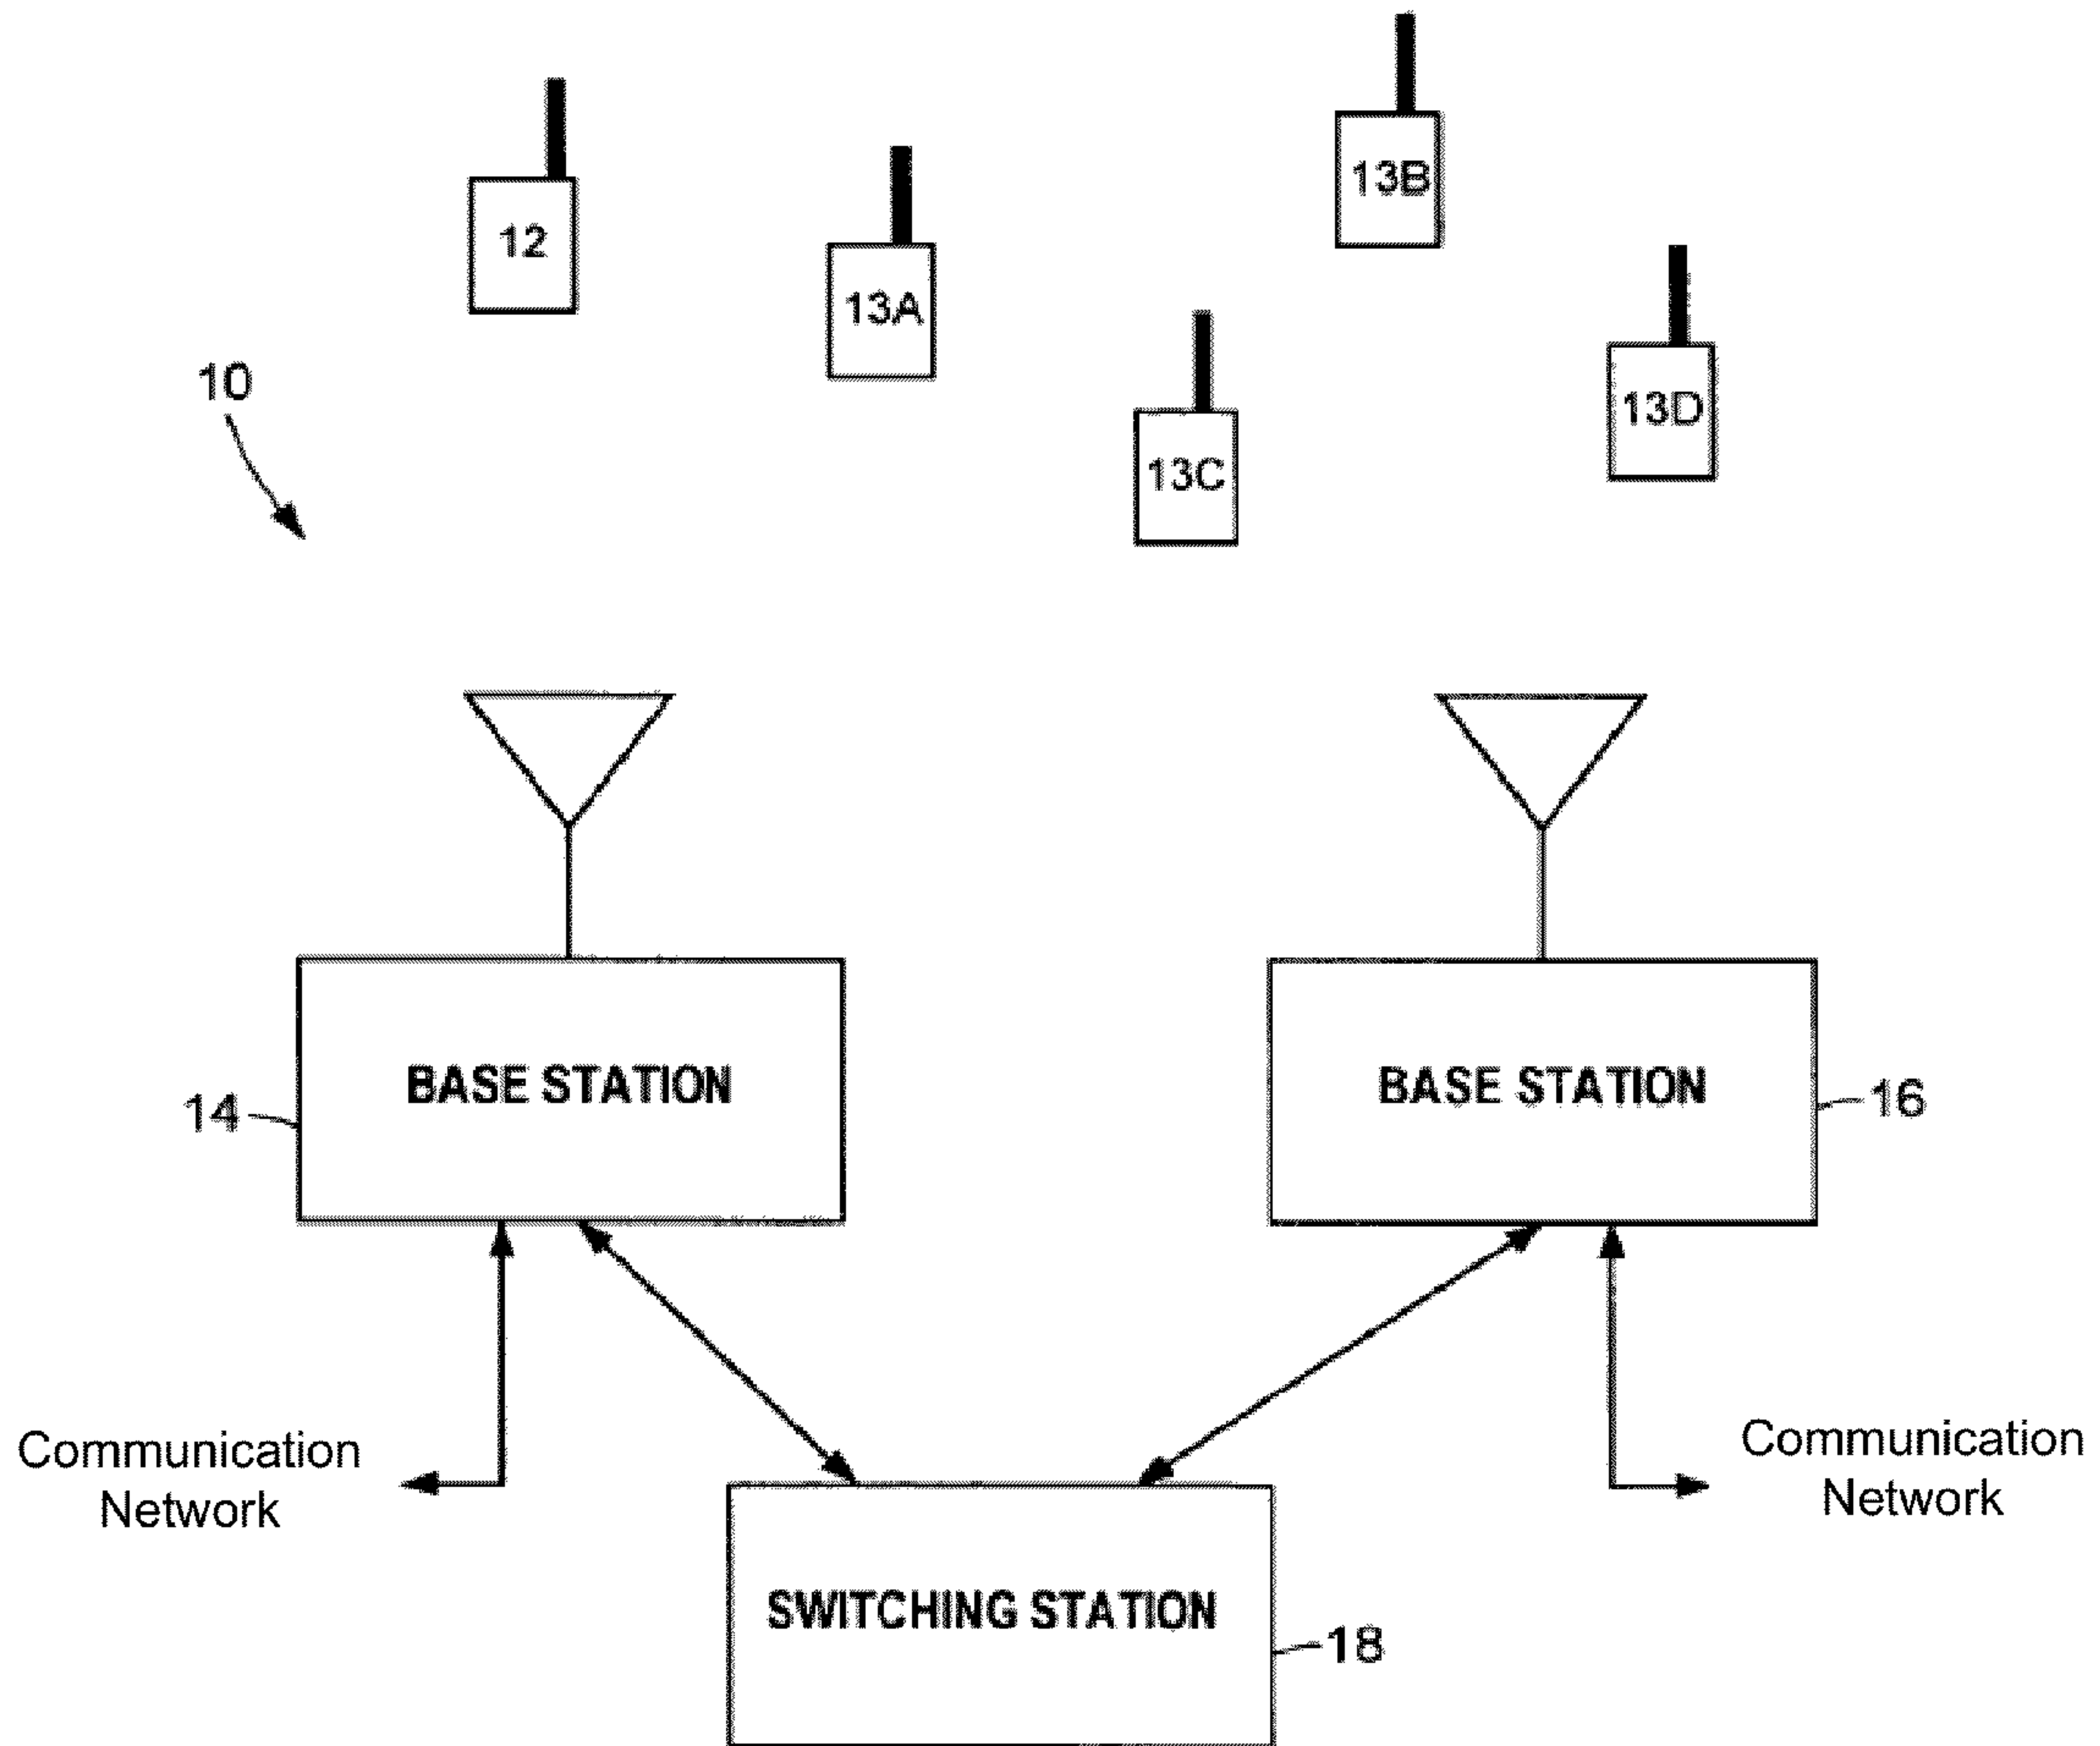 13B
12
13A
10
13D
13C
BASE STATION
BASE STATION
14
16
Communication
Network
Communication
Network
SWITCHING STATION
18